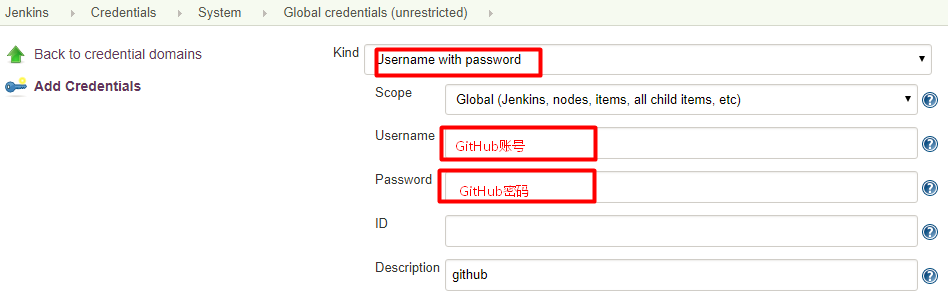 Jenkins Credentials System Global credentials (unrestricted)
Back to credential domains
Add Credentials
Kind Username with password
Scope Global (Jenkins, nodes, items, all child items, etc)
Username GitHub账号
Password GitHub密码
ID
Description github